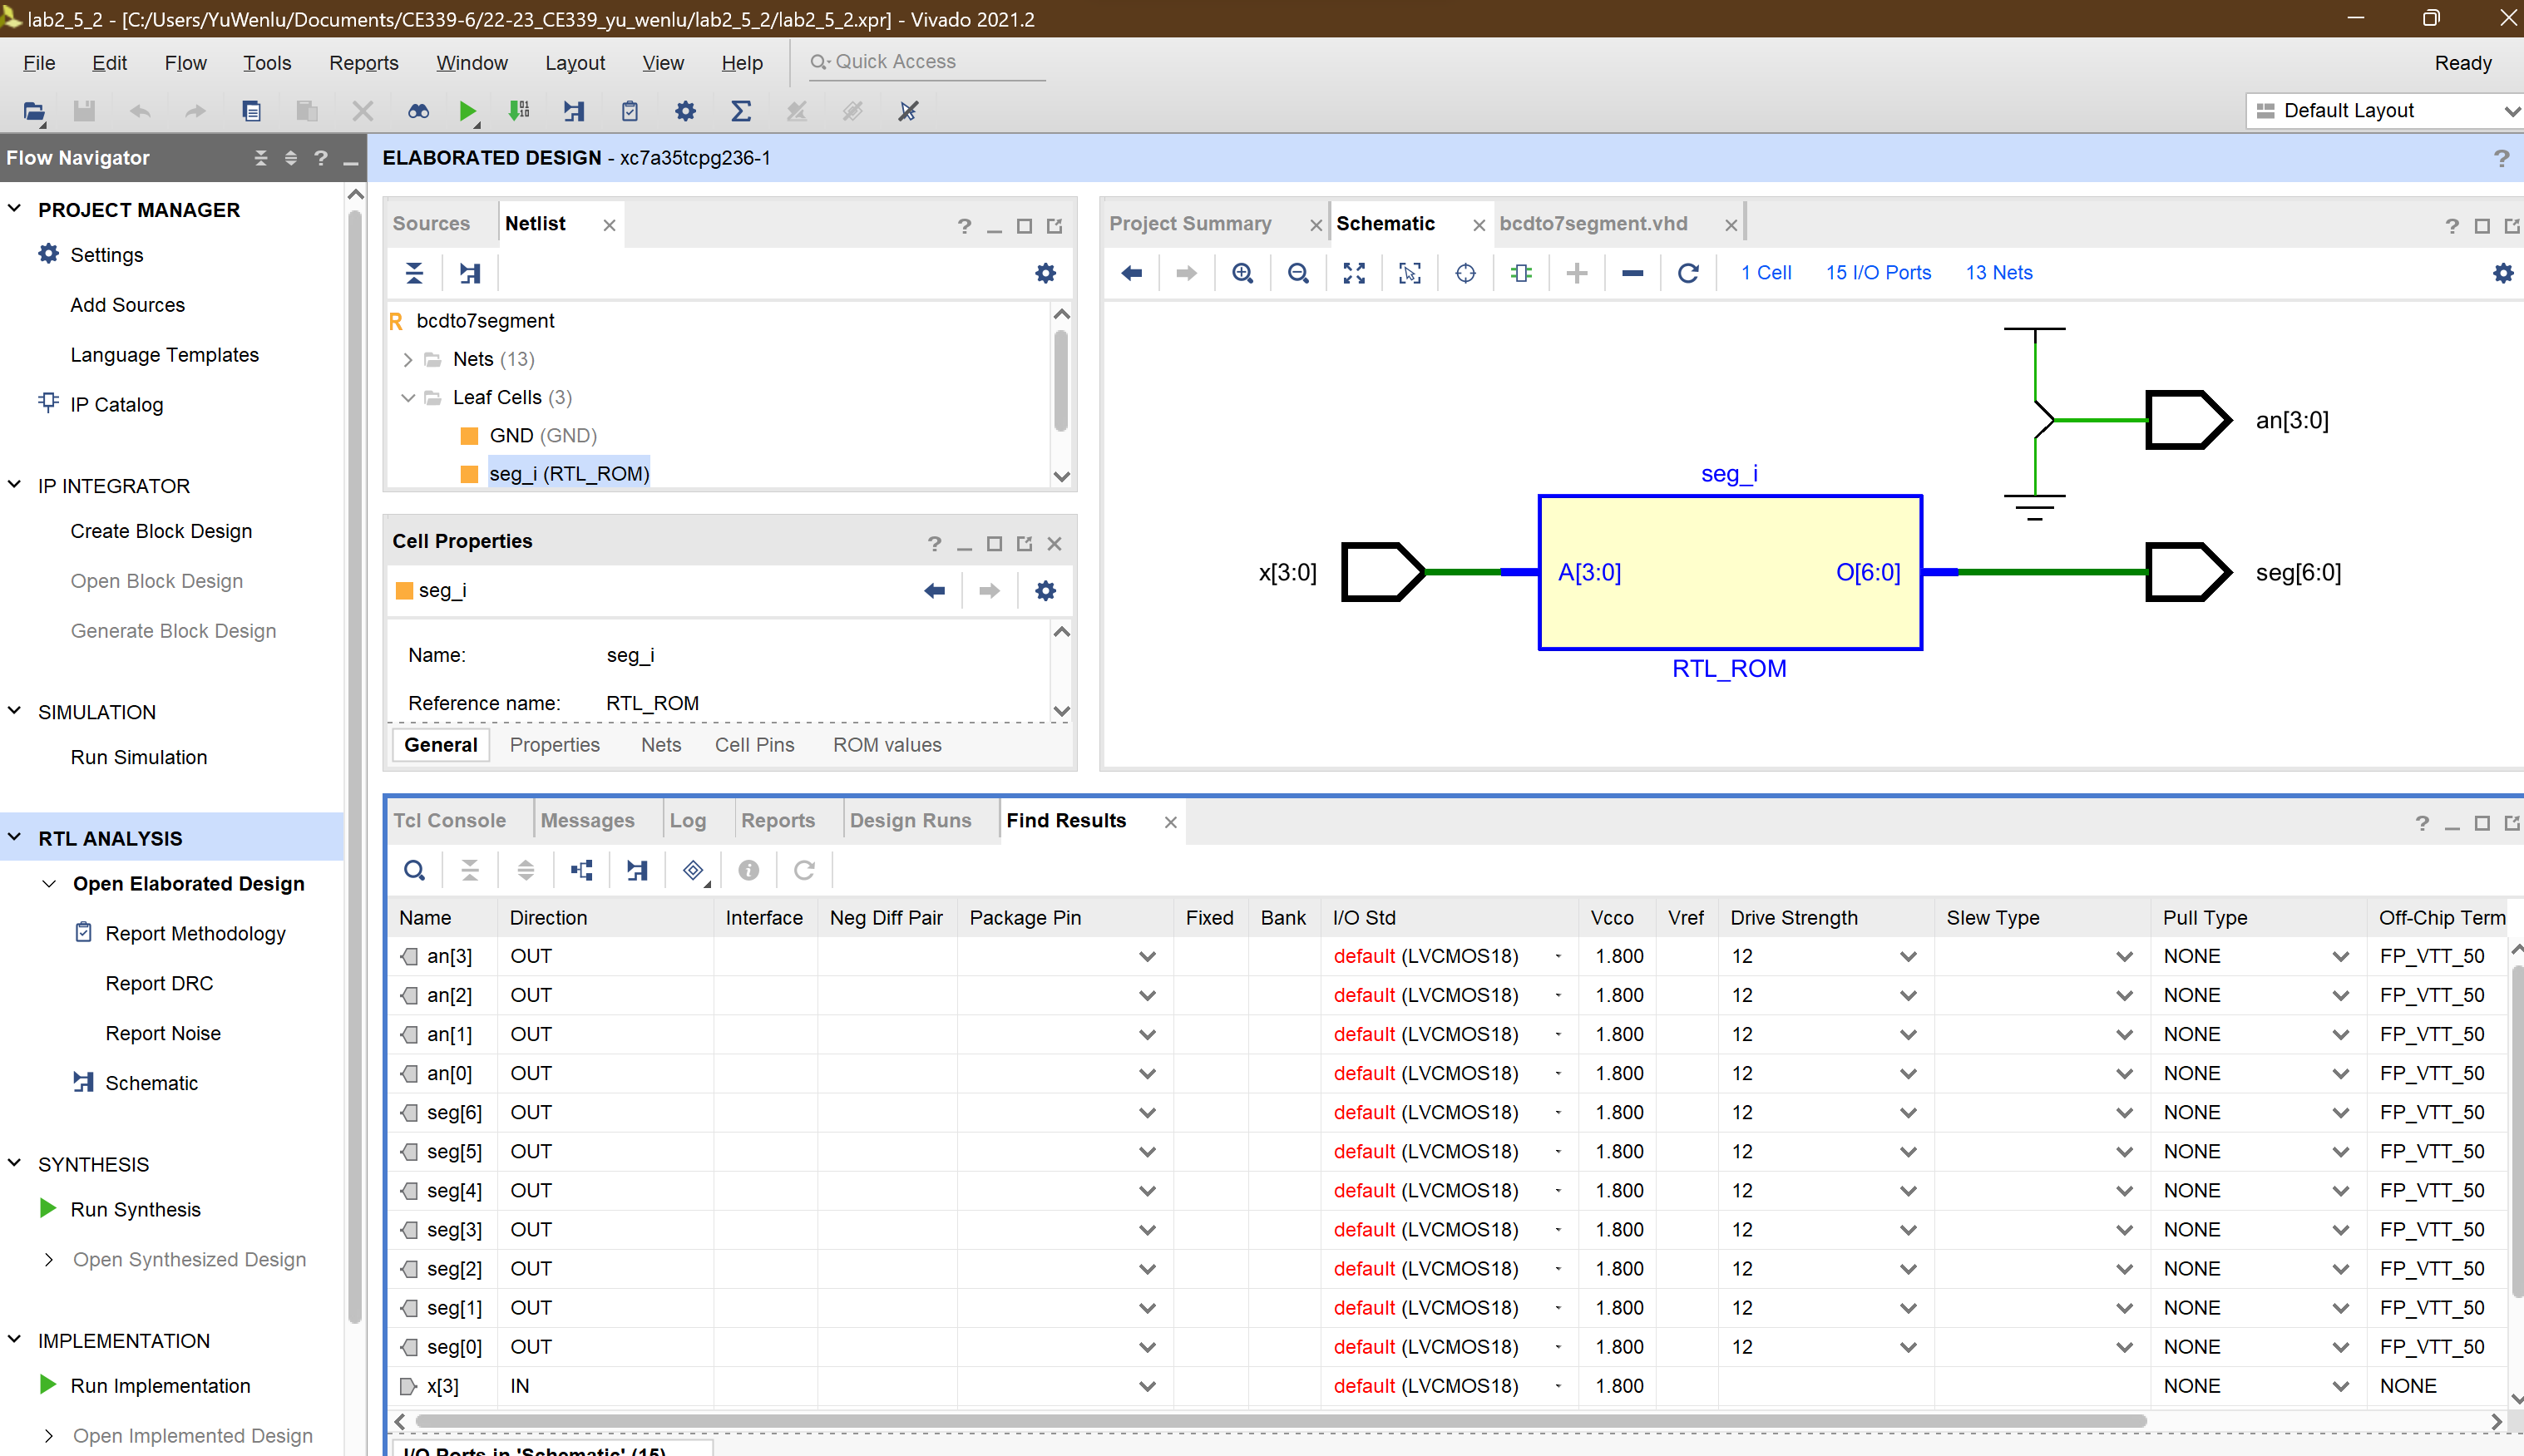 lab2_5_2 - [C:/Users/YuWenlu/Documents/CE339-6/22-23_CE339_yu_wenlu/lab2_5_2/lab2_5_2.xpr] - Vivado 2021.2
File Edit Flow Tools Reports Window Layout View Help Quick Access Ready
Default Layout
Flow Navigator ?
ELABORATED DESIGN - xc7a35tcpg236-1 ?
PROJECT MANAGER
Settings
Add Sources
Language Templates
IP Catalog
IP INTEGRATOR
Create Block Design
Open Block Design
Generate Block Design
SIMULATION
Run Simulation
RTL ANALYSIS
Open Elaborated Design
Report Methodology
Report DRC
Report Noise
Schematic
SYNTHESIS
Run Synthesis
Open Synthesized Design
IMPLEMENTATION
Run Implementation
Open Implemented Design
Sources Netlist ?
R bcdto7segment
Nets (13)
Leaf Cells (3)
GND (GND)
seg_i (RTL_ROM)
Cell Properties ?
seg_i
Name: seg_i
Reference name: RTL_ROM
General Properties Nets Cell Pins ROM values
Project Summary Schematic bcdto7segment.vhd ?
1 Cell 15 I/O Ports 13 Nets
an[3:0]
seg_i
x[3:0] A[3:0] O[6:0] seg[6:0]
RTL_ROM
Tcl Console Messages Log Reports Design Runs Find Results ?
Name Direction Interface Neg Diff Pair Package Pin Fixed Bank I/O Std Vcco Vref Drive Strength Slew Type Pull Type Off-Chip Term
an[3] OUT default (LVCMOS18) 1.800 12 NONE FP_VTT_50
an[2] OUT default (LVCMOS18) 1.800 12 NONE FP_VTT_50
an[1] OUT default (LVCMOS18) 1.800 12 NONE FP_VTT_50
an[0] OUT default (LVCMOS18) 1.800 12 NONE FP_VTT_50
seg[6] OUT default (LVCMOS18) 1.800 12 NONE FP_VTT_50
seg[5] OUT default (LVCMOS18) 1.800 12 NONE FP_VTT_50
seg[4] OUT default (LVCMOS18) 1.800 12 NONE FP_VTT_50
seg[3] OUT default (LVCMOS18) 1.800 12 NONE FP_VTT_50
seg[2] OUT default (LVCMOS18) 1.800 12 NONE FP_VTT_50
seg[1] OUT default (LVCMOS18) 1.800 12 NONE FP_VTT_50
seg[0] OUT default (LVCMOS18) 1.800 12 NONE FP_VTT_50
x[3] IN default (LVCMOS18) 1.800 NONE NONE
I/O Ports in 'Schematic' (15)